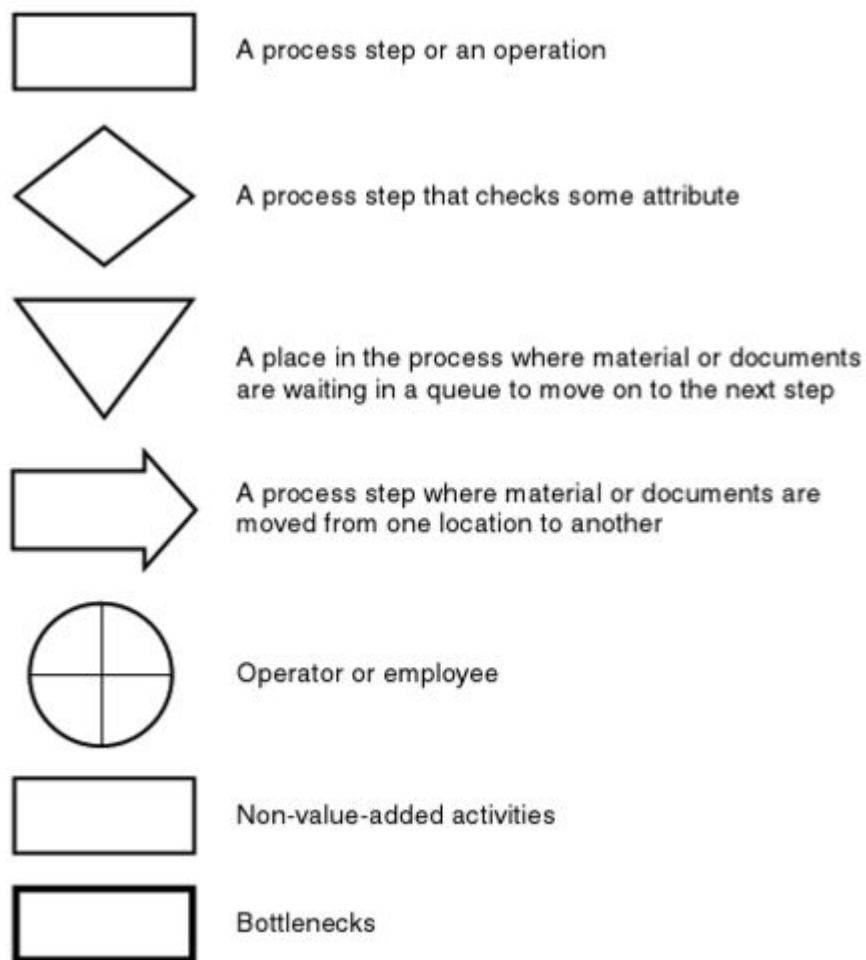 A process step or an operation
A process step that checks some attribute
A place in the process where material or documents
are waiting in a queue to move on to the next step
A process step where material or documents are
moved from one location to another
Operator or employee
Non-value-added activities
Bottlenecks